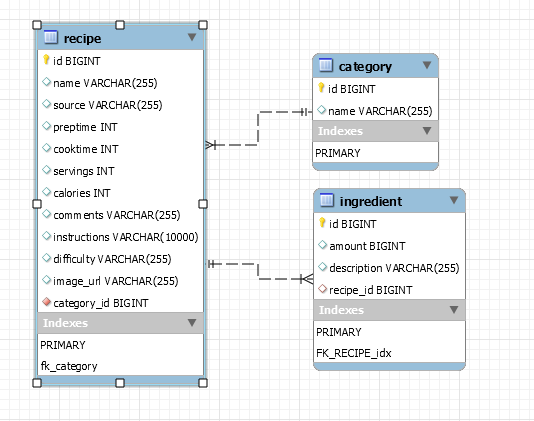 recipe
id BIGINT
name VARCHAR(255)
source VARCHAR(255)
preptime INT
cooktime INT
servings INT
calories INT
comments VARCHAR(255)
instructions VARCHAR(10000)
difficulty VARCHAR(255)
image_url VARCHAR(255)
category_id BIGINT
Indexes
PRIMARY
fk_category
category
id BIGINT
name VARCHAR(255)
Indexes
PRIMARY
ingredient
id BIGINT
amount BIGINT
description VARCHAR(255)
recipe_id BIGINT
Indexes
PRIMARY
FK_RECIPE_idx